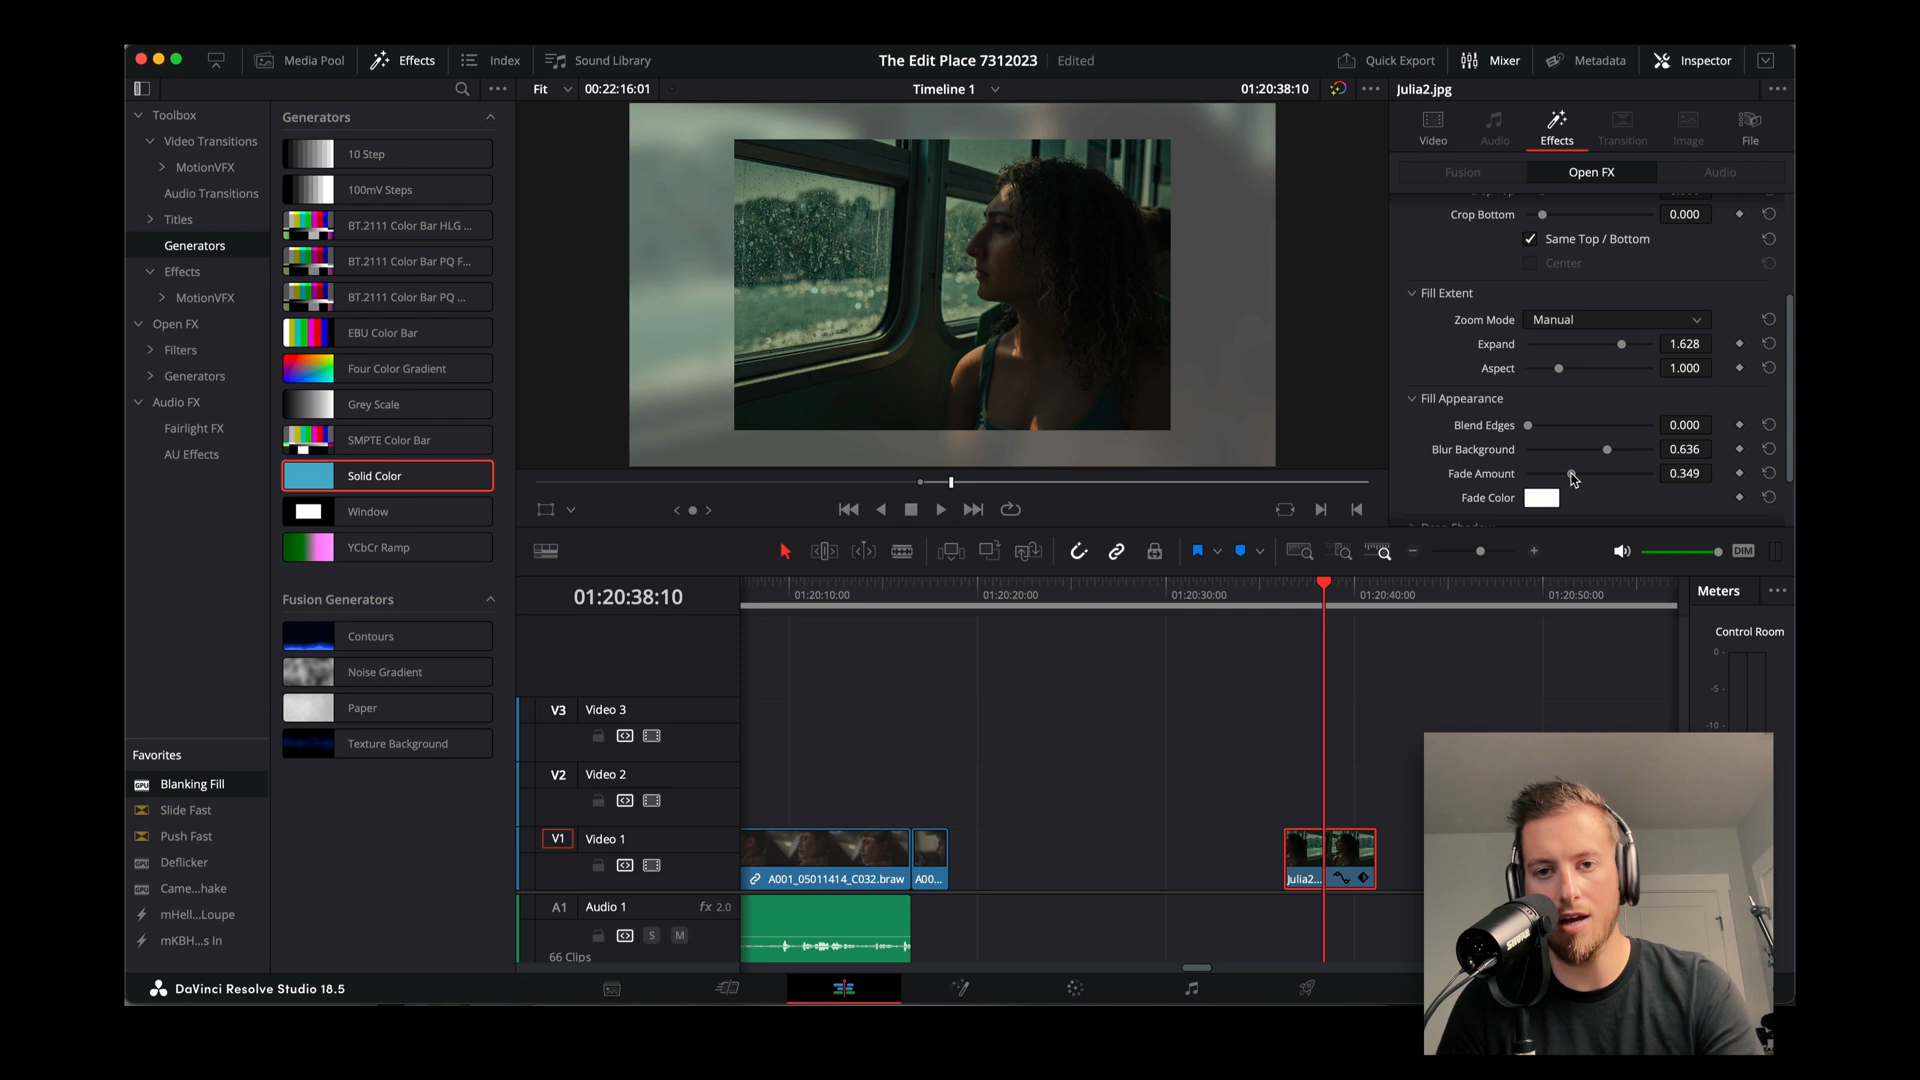 Media Pool
Effects
Index
Sound Library
The Edit Place 7312023
Edited
Quick Export
Mixer
Metadata
Inspector
Fit
00:22:16:01
Timeline 1
01:20:38:10
Julia2.jpg
Toolbox
Video Transitions
MotionVFX
Audio Transitions
Titles
Generators
Effects
MotionVFX
Open FX
Filters
Generators
Audio FX
Fairlight FX
AU Effects
Favorites
GPU
Blanking Fill
Slide Fast
Push Fast
GPU
Deflicker
GPU
Came...hake
mHell...Loupe
mKBH...s In
Generators
10 Step
100mV Steps
BT.2111 Color Bar HLG ...
BT.2111 Color Bar PQ F...
BT.2111 Color Bar PQ ...
EBU Color Bar
Four Color Gradient
Grey Scale
SMPTE Color Bar
Solid Color
Window
YCbCr Ramp
Fusion Generators
Contours
Noise Gradient
Paper
Texture Background
Video
Audio
Effects
Transition
Image
File
Fusion
Open FX
Audio
Crop Bottom
0.000
Same Top / Bottom
Center
Fill Extent
Zoom Mode
Manual
Expand
1.628
Aspect
1.000
Fill Appearance
Blend Edges
0.000
Blur Background
0.636
Fade Amount
0.349
Fade Color
DIM
01:20:38:10
01:20:10:00
01:20:20:00
01:20:30:00
01:20:40:00
01:20:50:00
Meters
Control Room
0
-5
-10
V3
Video 3
V2
Video 2
V1
Video 1
A001_05011414_C032.braw
A00...
Julia2...
A1
Audio 1
fx 2.0
S
M
66 Clips
SHURE
DaVinci Resolve Studio 18.5